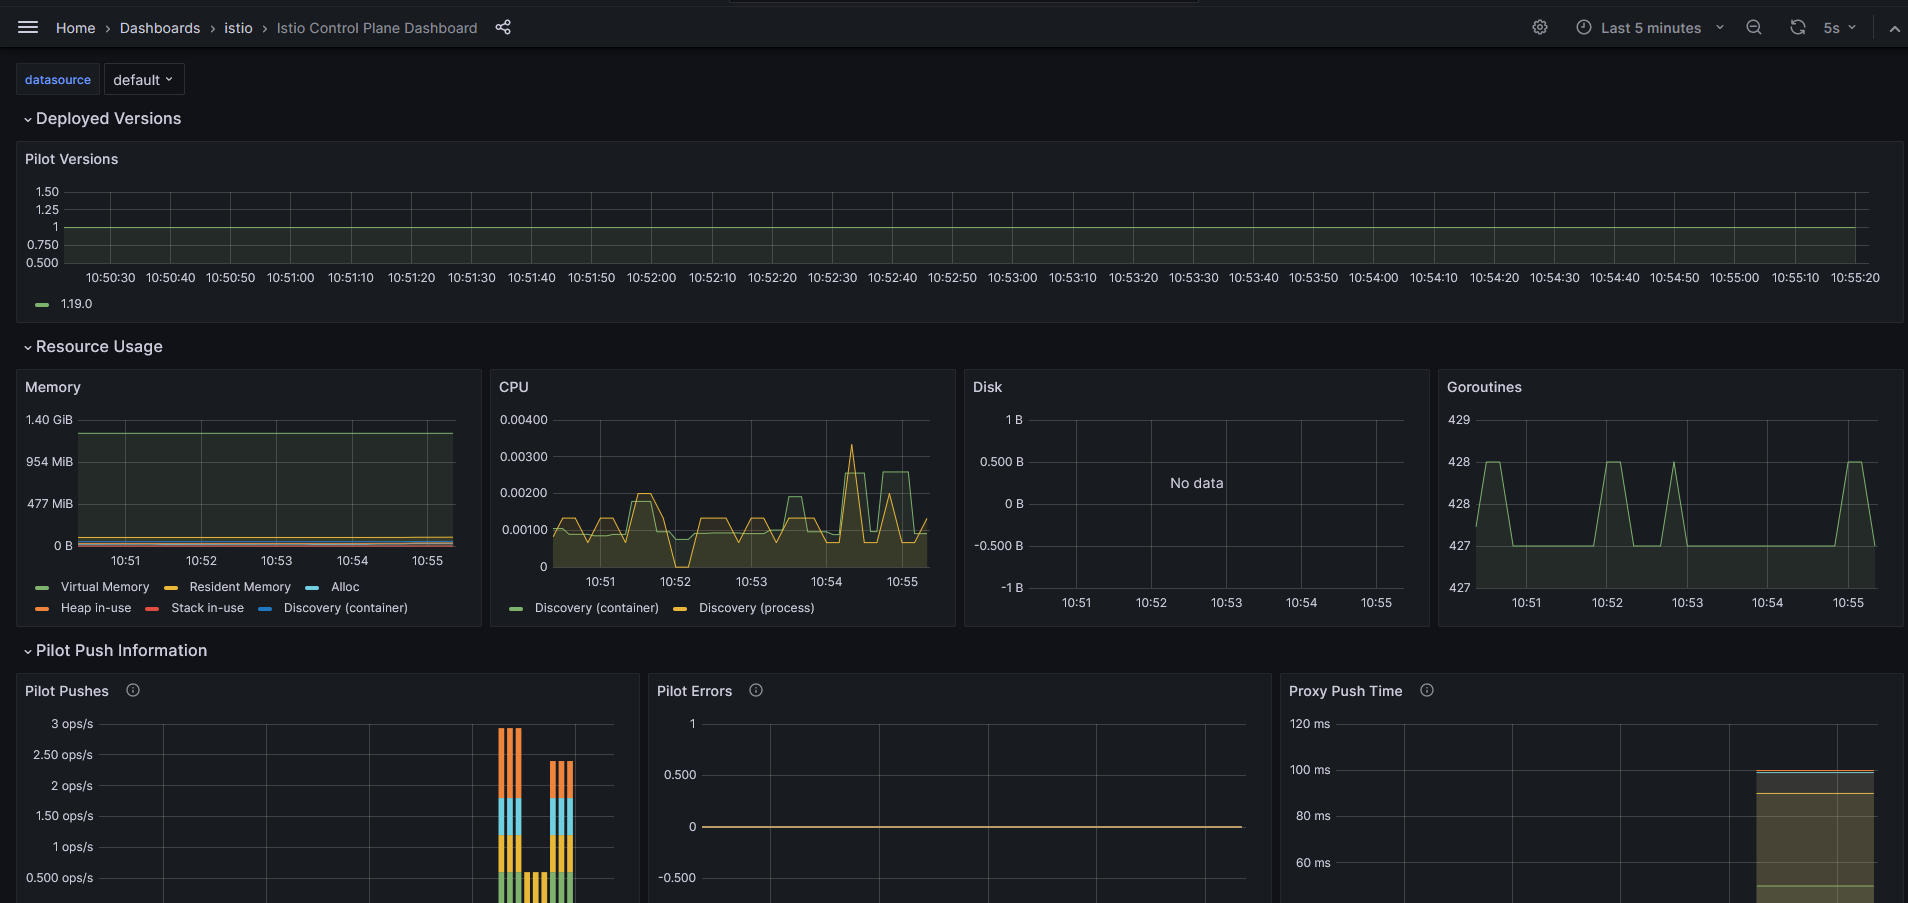 Home › Dashboards › istio › Istio Control Plane Dashboard
Last 5 minutes
5s
datasource
default
Deployed Versions
Pilot Versions
1.50
1.25
1
0.750
0.500
10:50:30 10:50:40 10:50:50 10:51:00 10:51:10 10:51:20 10:51:30 10:51:40 10:51:50 10:52:00 10:52:10 10:52:20 10:52:30 10:52:40 10:52:50 10:53:00 10:53:10 10:53:20 10:53:30 10:53:40 10:53:50 10:54:00 10:54:10 10:54:20 10:54:30 10:54:40 10:54:50 10:55:00 10:55:10 10:55:20
1.19.0
Resource Usage
Memory
1.40 GiB
954 MiB
477 MiB
0 B
10:51 10:52 10:53 10:54 10:55
Virtual Memory Resident Memory Alloc
Heap in-use Stack in-use Discovery (container)
CPU
0.00400
0.00300
0.00200
0.00100
0
10:51 10:52 10:53 10:54 10:55
Discovery (container) Discovery (process)
Disk
1 B
0.500 B
0 B
-0.500 B
-1 B
No data
10:51 10:52 10:53 10:54 10:55
Goroutines
429
428
428
427
427
10:51 10:52 10:53 10:54 10:55
Pilot Push Information
Pilot Pushes
3 ops/s
2.50 ops/s
2 ops/s
1.50 ops/s
1 ops/s
0.500 ops/s
Pilot Errors
1
0.500
0
-0.500
Proxy Push Time
120 ms
100 ms
80 ms
60 ms